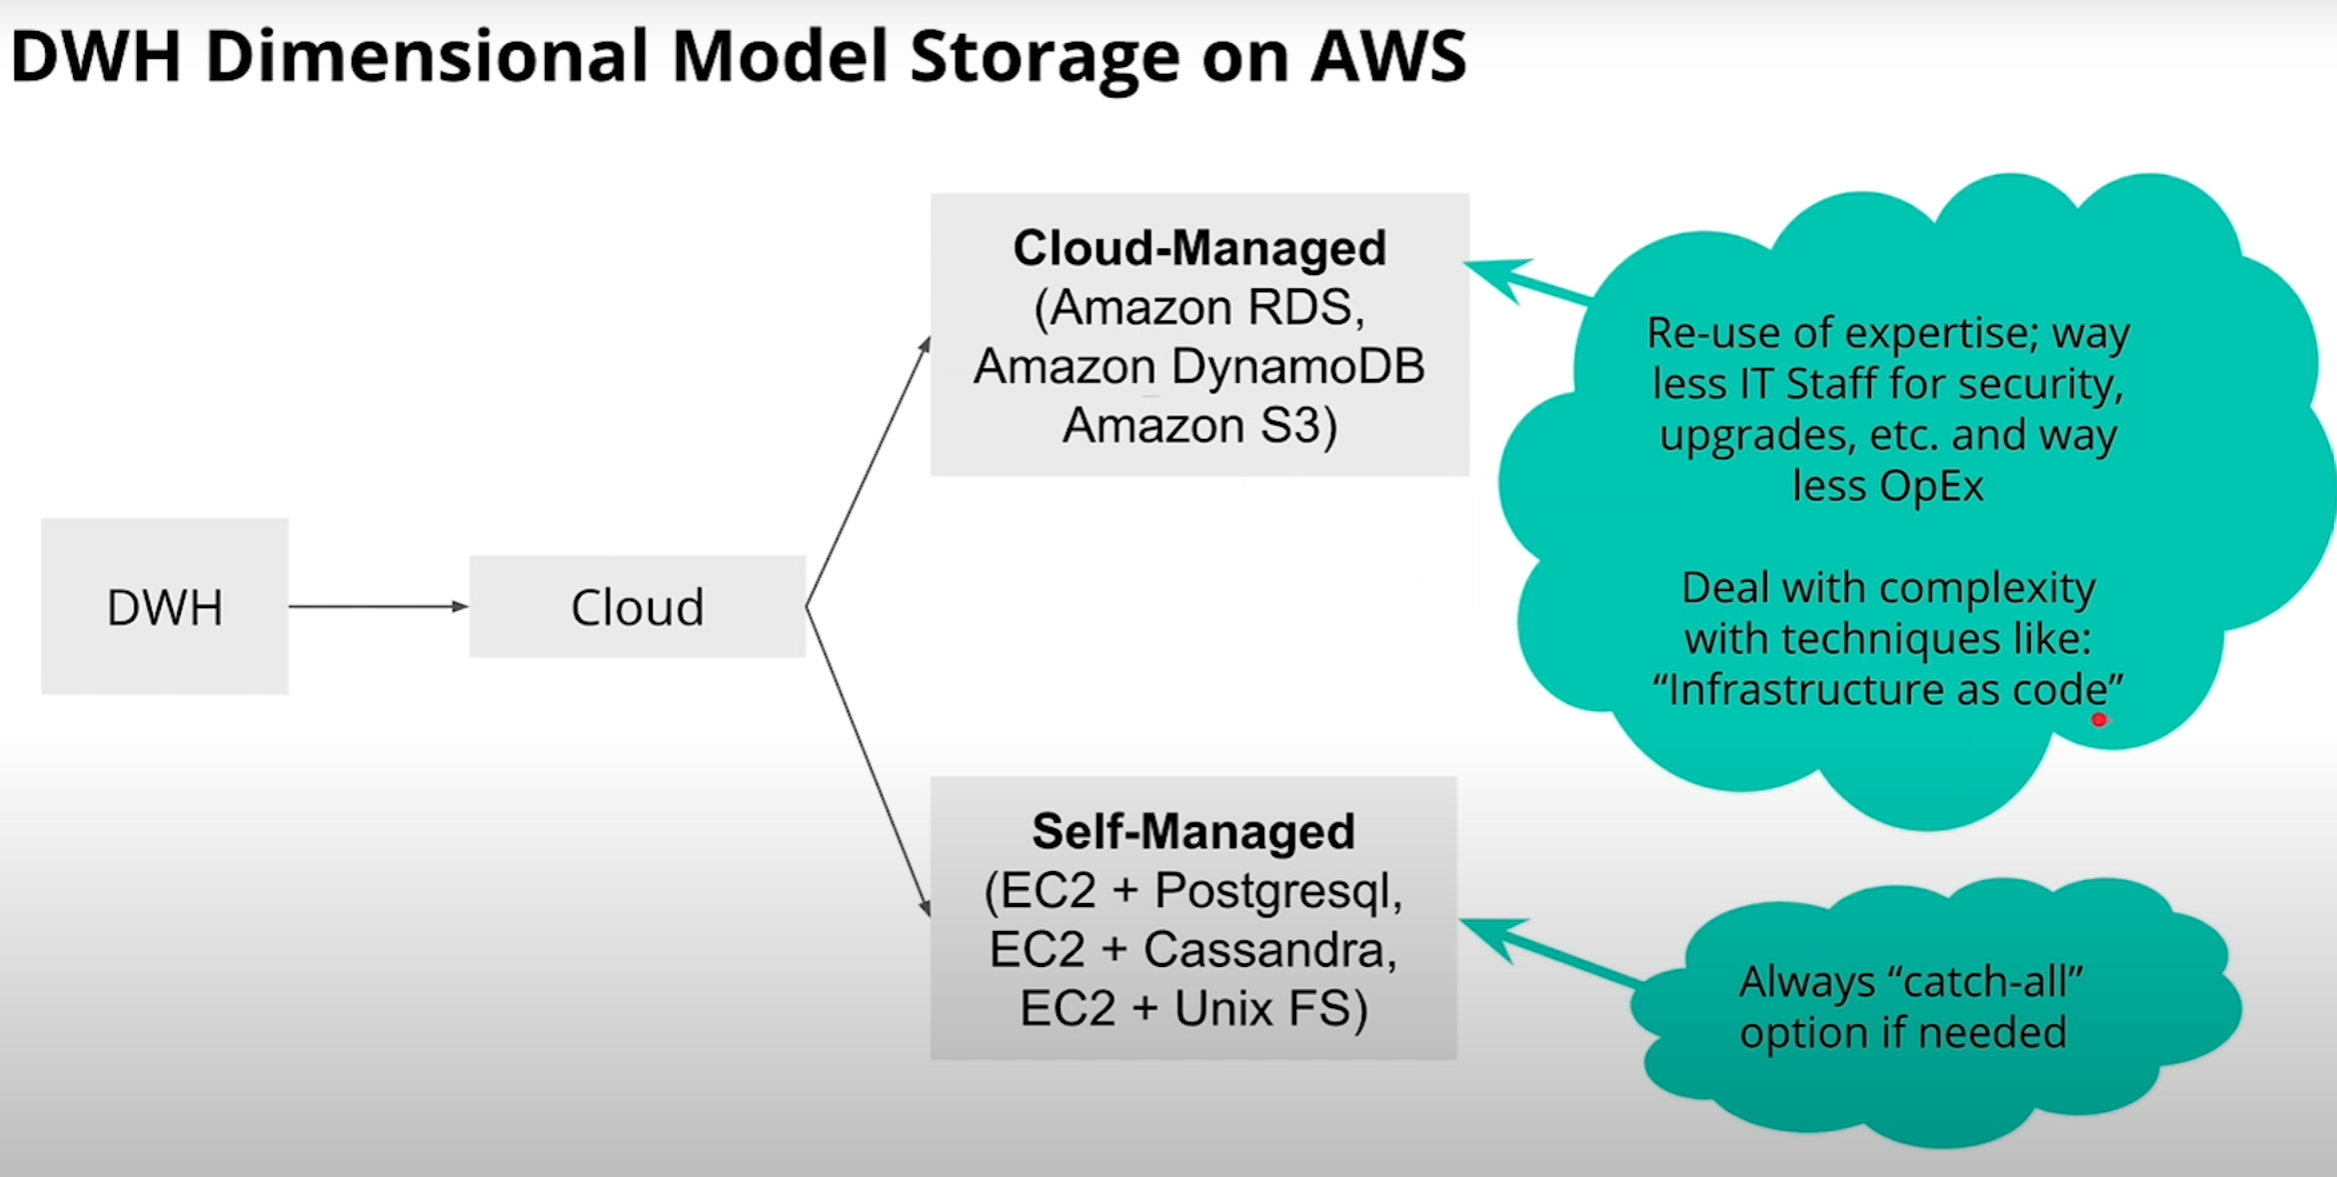 DWH Dimensional Model Storage on AWS
Cloud-Managed
(Amazon RDS,
Amazon DynamoDB
Amazon S3)
Re-use of expertise; way
less IT Staff for security,
upgrades, etc. and way
less OpEx
Deal with complexity
with techniques like:
“Infrastructure as code”
DWH
Cloud
Self-Managed
(EC2 + Postgresql,
EC2 + Cassandra,
EC2 + Unix FS)
Always “catch-all”
option if needed